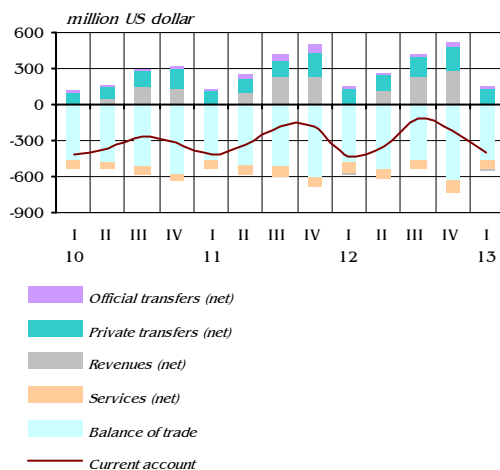 million US dollar
600
300
0
-300
-600
-900
I II III IV I II III IV I II III IV I
10 11 12 13
Official transfers (net)
Private transfers (net)
Revenues (net)
Services (net)
Balance of trade
Current account